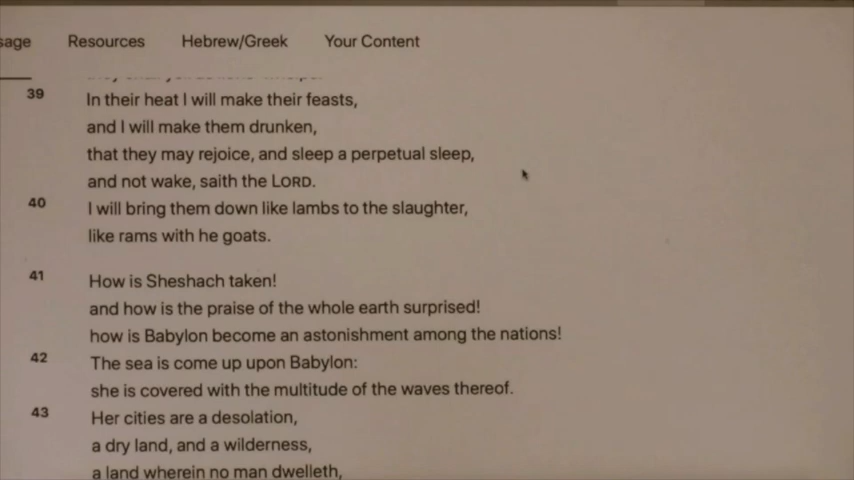 sage Resources Hebrew/Greek Your Content
39 In their heat I will make their feasts,
and I will make them drunken,
that they may rejoice, and sleep a perpetual sleep,
and not wake, saith the LORD.
40 I will bring them down like lambs to the slaughter,
like rams with he goats.
41 How is Sheshach taken!
and how is the praise of the whole earth surprised!
how is Babylon become an astonishment among the nations!
42 The sea is come up upon Babylon:
she is covered with the multitude of the waves thereof.
43 Her cities are a desolation,
a dry land, and a wilderness,
a land wherein no man dwelleth,